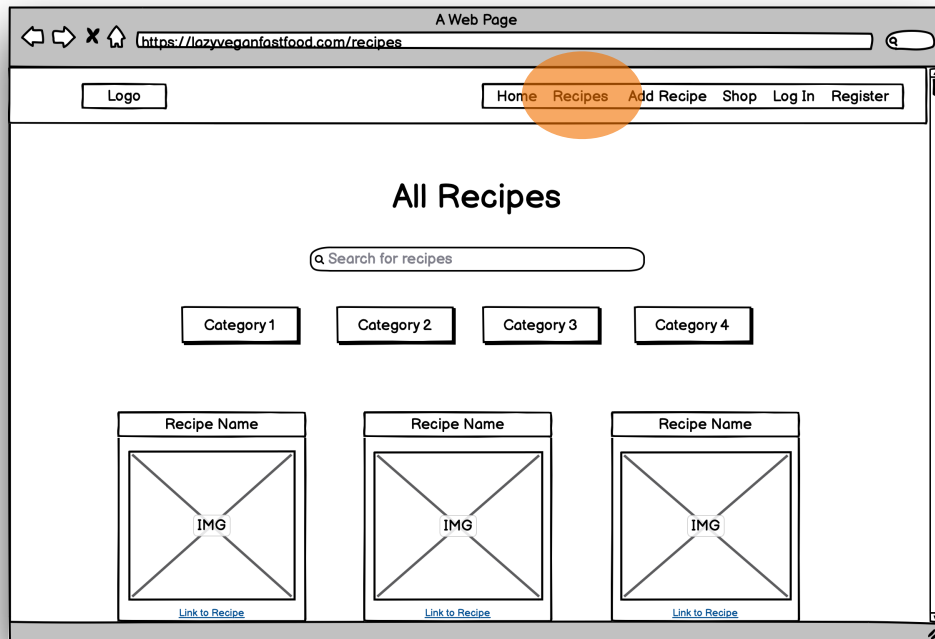 A Web Page
https://lazyveganfastfood.com/recipes
Logo
Home Recipes Add Recipe Shop Log In Register
All Recipes
Search for recipes
Category 1 Category 2 Category 3 Category 4
Recipe Name Recipe Name Recipe Name
IMG IMG IMG
Link to Recipe Link to Recipe Link to Recipe